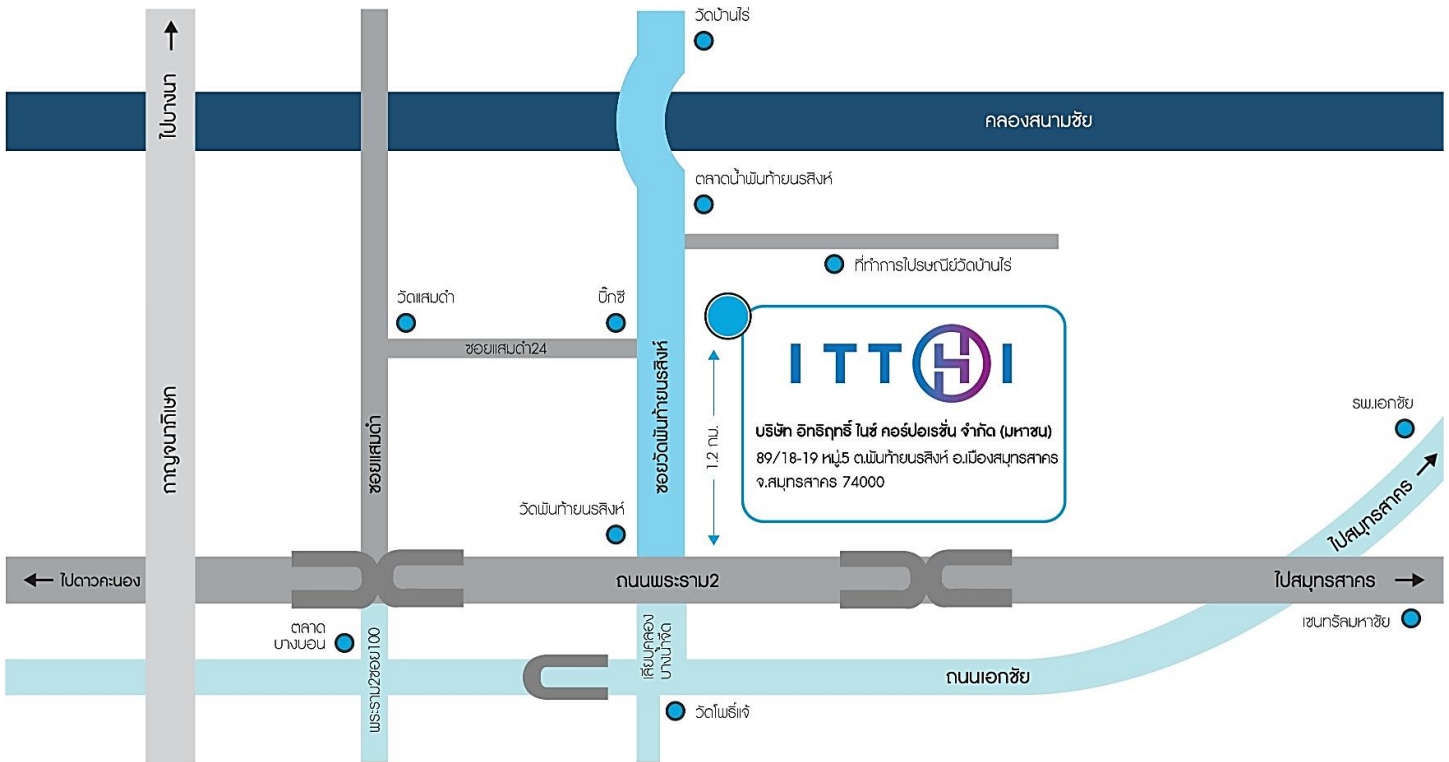 วัดบ้านไร่
ไปบางนา
คลองสนามชัย
ตลาดน้ำพันท้ายนรสิงห์
ที่ทำการไปรษณีย์วัดบ้านไร่
วัดแสมดำ
บิ๊กซี
ซอยแสมดำ24
ITTHI
บริษัท อิทธิฤทธิ์ ไนซ์ คอร์ปอเรชั่น จำกัด (มหาชน)
89/18-19 หมู่5 ต.พันท้ายนรสิงห์ อ.เมืองสมุทรสาคร
จ.สมุทรสาคร 74000
1.2 กม.
กาญจนาภิเษก
ซอยแสมดำ
ซอยวัดพันท้ายนรสิงห์
รพ.เอกชัย
วัดพันท้ายนรสิงห์
ไปสมุทรสาคร
ไปดาวคะนอง
ถนนพระราม2
ไปสมุทรสาคร
เซนทรัลมหาชัย
ตลาด
บางบอน
พระราม2ซอย100
เลียบคลอง
บางน้ำจืด
ถนนเอกชัย
วัดโพธิ์แจ้